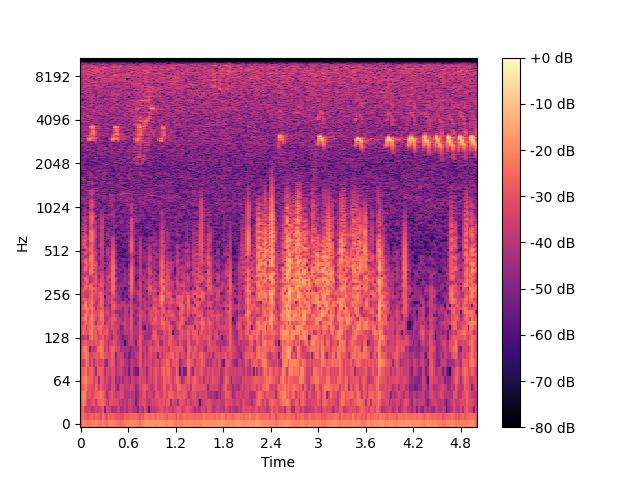 8192
4096
2048
1024
512
256
128
64
0
Hz
0 0.6 1.2 1.8 2.4 3 3.6 4.2 4.8
Time
+0 dB
-10 dB
-20 dB
-30 dB
-40 dB
-50 dB
-60 dB
-70 dB
-80 dB